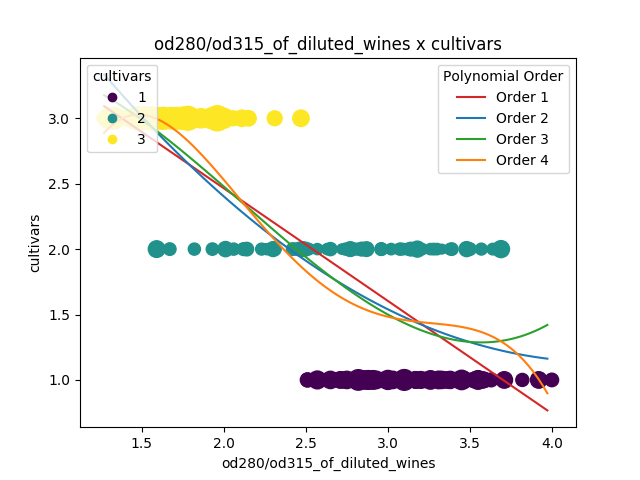 od280/od315_of_diluted_wines x cultivars
cultivars
1
2
3
Polynomial Order
Order 1
Order 2
Order 3
Order 4
cultivars
3.0
2.5
2.0
1.5
1.0
1.5
2.0
2.5
3.0
3.5
4.0
od280/od315_of_diluted_wines